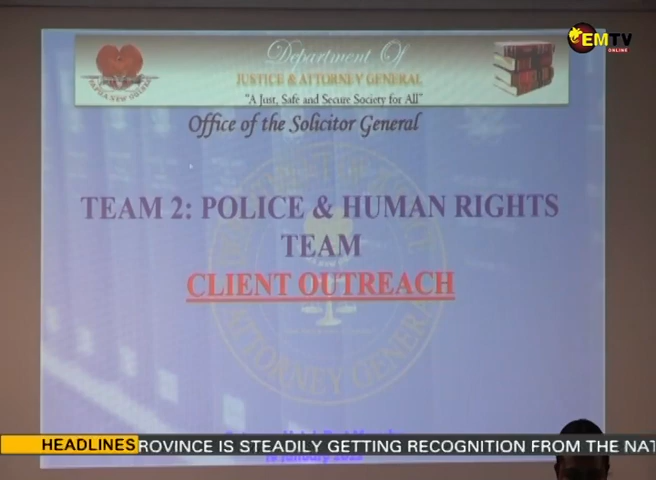 EMTV
ONLINE
Department Of
JUSTICE & ATTORNEY GENERAL
"A Just, Safe and Secure Society for All"
Office of the Solicitor General
TEAM 2: POLICE & HUMAN RIGHTS
TEAM
CLIENT OUTREACH
HEADLINES ROVINCE IS STEADILY GETTING RECOGNITION FROM THE NAT